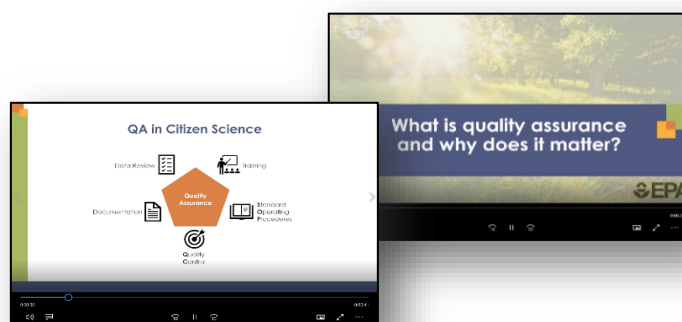 What is quality assurance
and why does it matter?
EPA
QA in Citizen Science
Data Review
Training
Quality
Assurance
Documentation
Standard
Operating
Procedures
Quality
Control